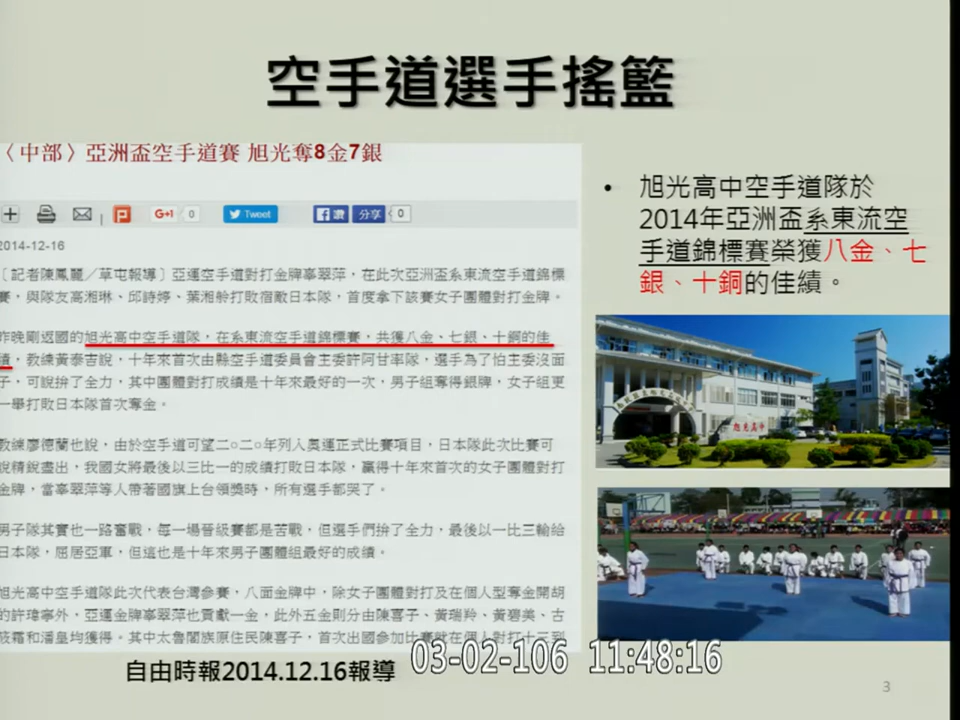 空手道選手搖籃
〈中部〉亞洲盃空手道賽 旭光奪8金7銀
G+1 0 Tweet 讚 分享 0
2014-12-16
〔記者陳鳳麗／草屯報導〕亞運空手道對打金牌辜翠萍，在此次亞洲盃系東流空手道錦標
賽，與隊友高湘琳、邱詩婷、葉湘骱打敗宿敵日本隊，首度拿下該賽女子團體對打金牌。
昨晚剛返國的旭光高中空手道隊，在系東流空手道錦標賽，共獲八金、七銀、十銅的佳
績，教練黃泰吉說，十年來首次由縣空手道委員會主委許阿甘率隊，選手為了怕主委沒面
子，可說拚了全力，其中團體對打成績是十年來最好的一次，男子組奪得銀牌，女子組更
一舉打敗日本隊首次奪金。
教練廖德蘭也說，由於空手道可望二○二○年列入奧運正式比賽項目，日本隊此次比賽可
說精銳盡出，我國女將最後以三比一的成績打敗日本隊，贏得十年來首次的女子團體對打
金牌，當辜翠萍等人帶著國旗上台領獎時，所有選手都哭了。
男子隊其實也一路奮戰，每一場晉級賽都是苦戰，但選手們拚了全力，最後以一比三輸給
日本隊，屈居亞軍，但這也是十年來男子團體組最好的成績。
旭光高中空手道隊此次代表台灣參賽，八面金牌中，除女子團體對打及在個人型奪金開胡
的許瑋寧外，亞運金牌辜翠萍也貢獻一金，此外五金則分由陳喜子、黃瑞羚、黃碧美、古
筱霜和潘皇均獲得。其中太魯閣族原住民陳喜子，首次出國參加比賽就在個人對打十三到
自由時報2014.12.16報導
• 旭光高中空手道隊於
2014年亞洲盃系東流空
手道錦標賽榮獲八金、七
銀、十銅的佳績。
旭光高中
03-02-106 11:48:16
3